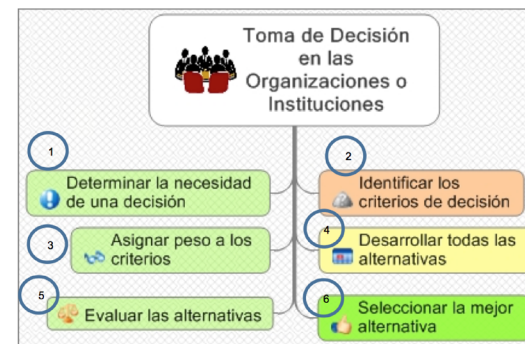 Toma de Decisión
en las
Organizaciones o
Instituciones
1
Determinar la necesidad
de una decisión
2
Identificar los
criterios de decisión
3
Asignar peso a los
criterios
4
Desarrollar todas las
alternativas
5
Evaluar las alternativas
6
Seleccionar la mejor
alternativa